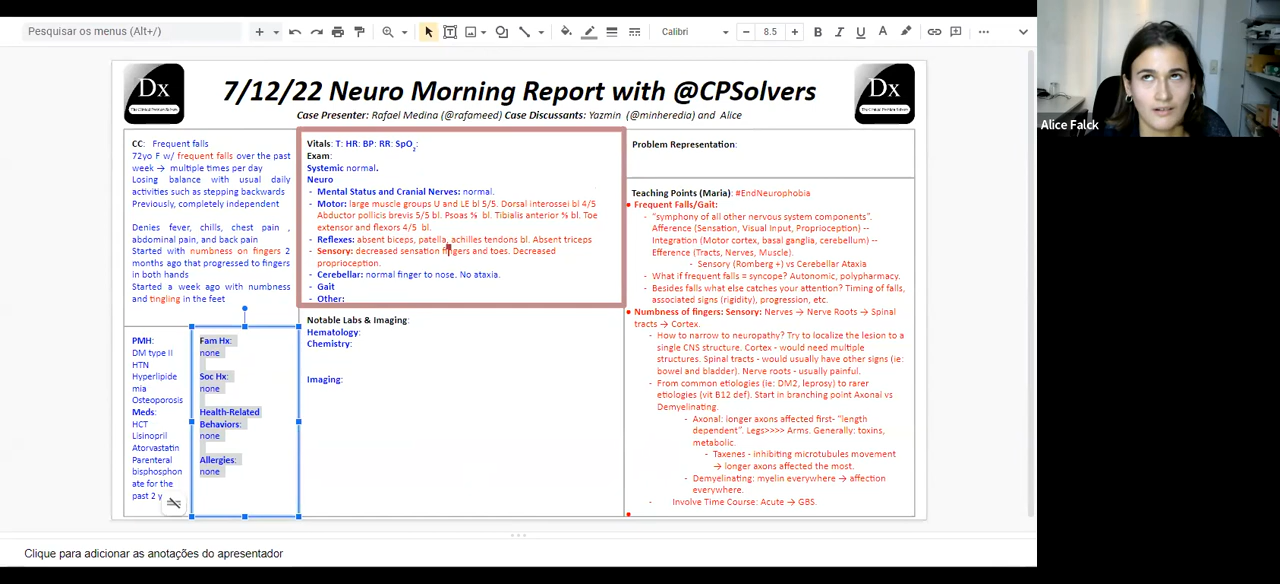 Pesquisar os menus (Alt+/)
Calibri
8.5
B I U A
Dx
7/12/22 Neuro Morning Report with @CPSolvers
Case Presenter: Rafael Medina (@rafameed) Case Discussants: Yazmin (@minheredia) and Alice
Dx
CC: Frequent falls
72yo F w/ frequent falls over the past
week → multiple times per day
Losing balance with usual daily
activities such as stepping backwards
Previously, completely independent
Denies fever, chills, chest pain ,
abdominal pain, and back pain
Started with numbness on fingers 2
months ago that progressed to fingers
in both hands
Started a week ago with numbness
and tingling in the feet
PMH:
DM type II
HTN
Hyperlipide
mia
Osteoporosis
Meds:
HCT
Lisinopril
Atorvastatin
Parenteral
bisphosphon
ate for the
past 2 y
Fam Hx:
none
Soc Hx:
none
Health-Related
Behaviors:
none
Allergies:
none
Vitals: T: HR: BP: RR: SpO2:
Exam:
Systemic normal.
Neuro
- Mental Status and Cranial Nerves: normal.
- Motor: large muscle groups U and LE bl 5/5. Dorsal interossei bl 4/5
Abductor pollicis brevis 5/5 bl. Psoas bl. Tibialis anterior bl. Toe
extensor and flexors 4/5 bl.
- Reflexes: absent biceps, patella, achilles tendons bl. Absent triceps
- Sensory: decreased sensation fingers and toes. Decreased
proprioception.
- Cerebellar: normal finger to nose. No ataxia.
- Gait
- Other:
Notable Labs & Imaging:
Hematology:
Chemistry:
Imaging:
Problem Representation:
Teaching Points (Maria): #EndNeurophobia
● Frequent Falls/Gait:
- "symphony of all other nervous system components".
Afference (Sensation, Visual Input, Proprioception) --
Integration (Motor cortex, basal ganglia, cerebellum) --
Efference (Tracts, Nerves, Muscle).
- Sensory (Romberg +) vs Cerebellar Ataxia
- What if frequent falls = syncope? Autonomic, polypharmacy.
- Besides falls what else catches your attention? Timing of falls,
associated signs (rigidity), progression, etc.
● Numbness of fingers: Sensory: Nerves → Nerve Roots → Spinal
tracts → Cortex.
- How to narrow to neuropathy? Try to localize the lesion to a
single CNS structure. Cortex - would need multiple
structures. Spinal tracts - would usually have other signs (ie:
bowel and bladder). Nerve roots - usually painful.
- From common etiologies (ie: DM2, leprosy) to rarer
etiologies (vit B12 def). Start in branching point Axonal vs
Demyelinating.
- Axonal: longer axons affected first- "length
dependent". Legs>>>> Arms. Generally: toxins,
metabolic.
- Taxenes - inhibiting microtubules movement
→ longer axons affected the most.
- Demyelinating: myelin everywhere → affection
everywhere.
- Involve Time Course: Acute → GBS.
Clique para adicionar as anotações do apresentador
Alice Falck